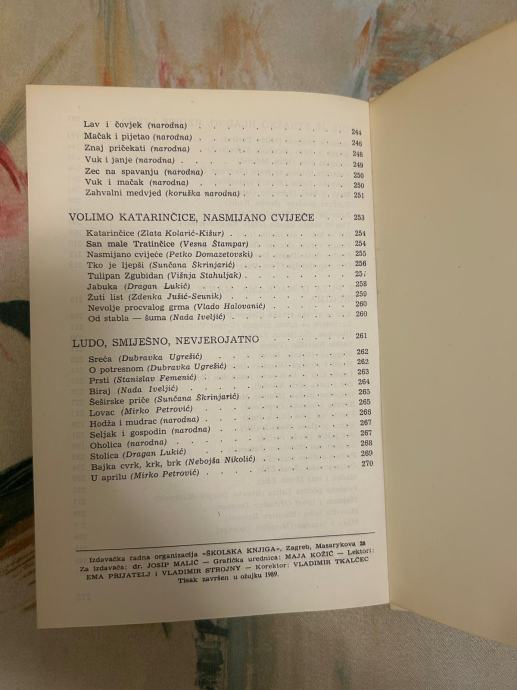 Lav i čovjek (narodna) . . . . . . . . 244
Mačak i pijetao (narodna) . . . . . . . . 246
Znaj pričekati (narodna) . . . . . . . . 248
Vuk i janje (narodna) . . . . . . . . 249
Zec na spavanju (narodna) . . . . . . . . 250
Vuk i mačak (narodna) . . . . . . . . 250
Zahvalni medvjed (koruška narodna) . . . . . . . . 251
VOLIMO KATARINČICE, NASMIJANO CVIJEĆE . . 253
Katarinčice (Zlata Kolarić-Kišur) . . . . . . . . 254
San male Tratinčice (Vesna Štampar) . . . . . . . . 254
Nasmijano cvijeće (Petko Domazetovski) . . . . . . . . 255
Tko je ljepši (Sunčana Škrinjarić) . . . . . . . . 256
Tulipan Zgubidan (Višnja Stahuljak) . . . . . . . .
Jabuka (Dragan Lukić) . . . . . . . . 258
Žuti list (Zdenka Jušić-Seunik) . . . . . . . . 259
Nevolje procvalog grma (Vlado Halovanić) . . . . . . . . 260
Od stabla — šuma (Nada Iveljić) . . . . . . . . 260
LUDO, SMIJEŠNO, NEVJEROJATNO . . . . . . . . 261
Sreća (Dubravka Ugrešić) . . . . . . . . 262
O potresnom (Dubravka Ugrešić) . . . . . . . . 262
Prsti (Stanislav Femenić) . . . . . . . . 263
Biraj (Nada Iveljić) . . . . . . . . 264
Šeširske priče (Sunčana Škrinjarić) . . . . . . . . 265
Lovac (Mirko Petrović) . . . . . . . . 265
Hodža i mudrac (narodna) . . . . . . . . 266
Seljak i gospodin (narodna) . . . . . . . . 267
Oholica (narodna) . . . . . . . . 267
Stolica (Dragan Lukić) . . . . . . . . 268
Bajka cvrk, krk, brk (Nebojša Nikolić) . . . . . . . . 269
U aprilu (Mirko Petrović) . . . . . . . . 270
Izdavačka radna organizacija «ŠKOLSKA KNJIGA», Zagreb, Masarykova 28
Za izdavača: dr. JOSIP MALIĆ — Grafička urednica: MAJA KOŽIĆ — Lektori:
EMA PRIJATELJ i VLADIMIR STROJNY — Korektor: VLADIMIR TKALČEC
Tisak završen u ožujku 1989.